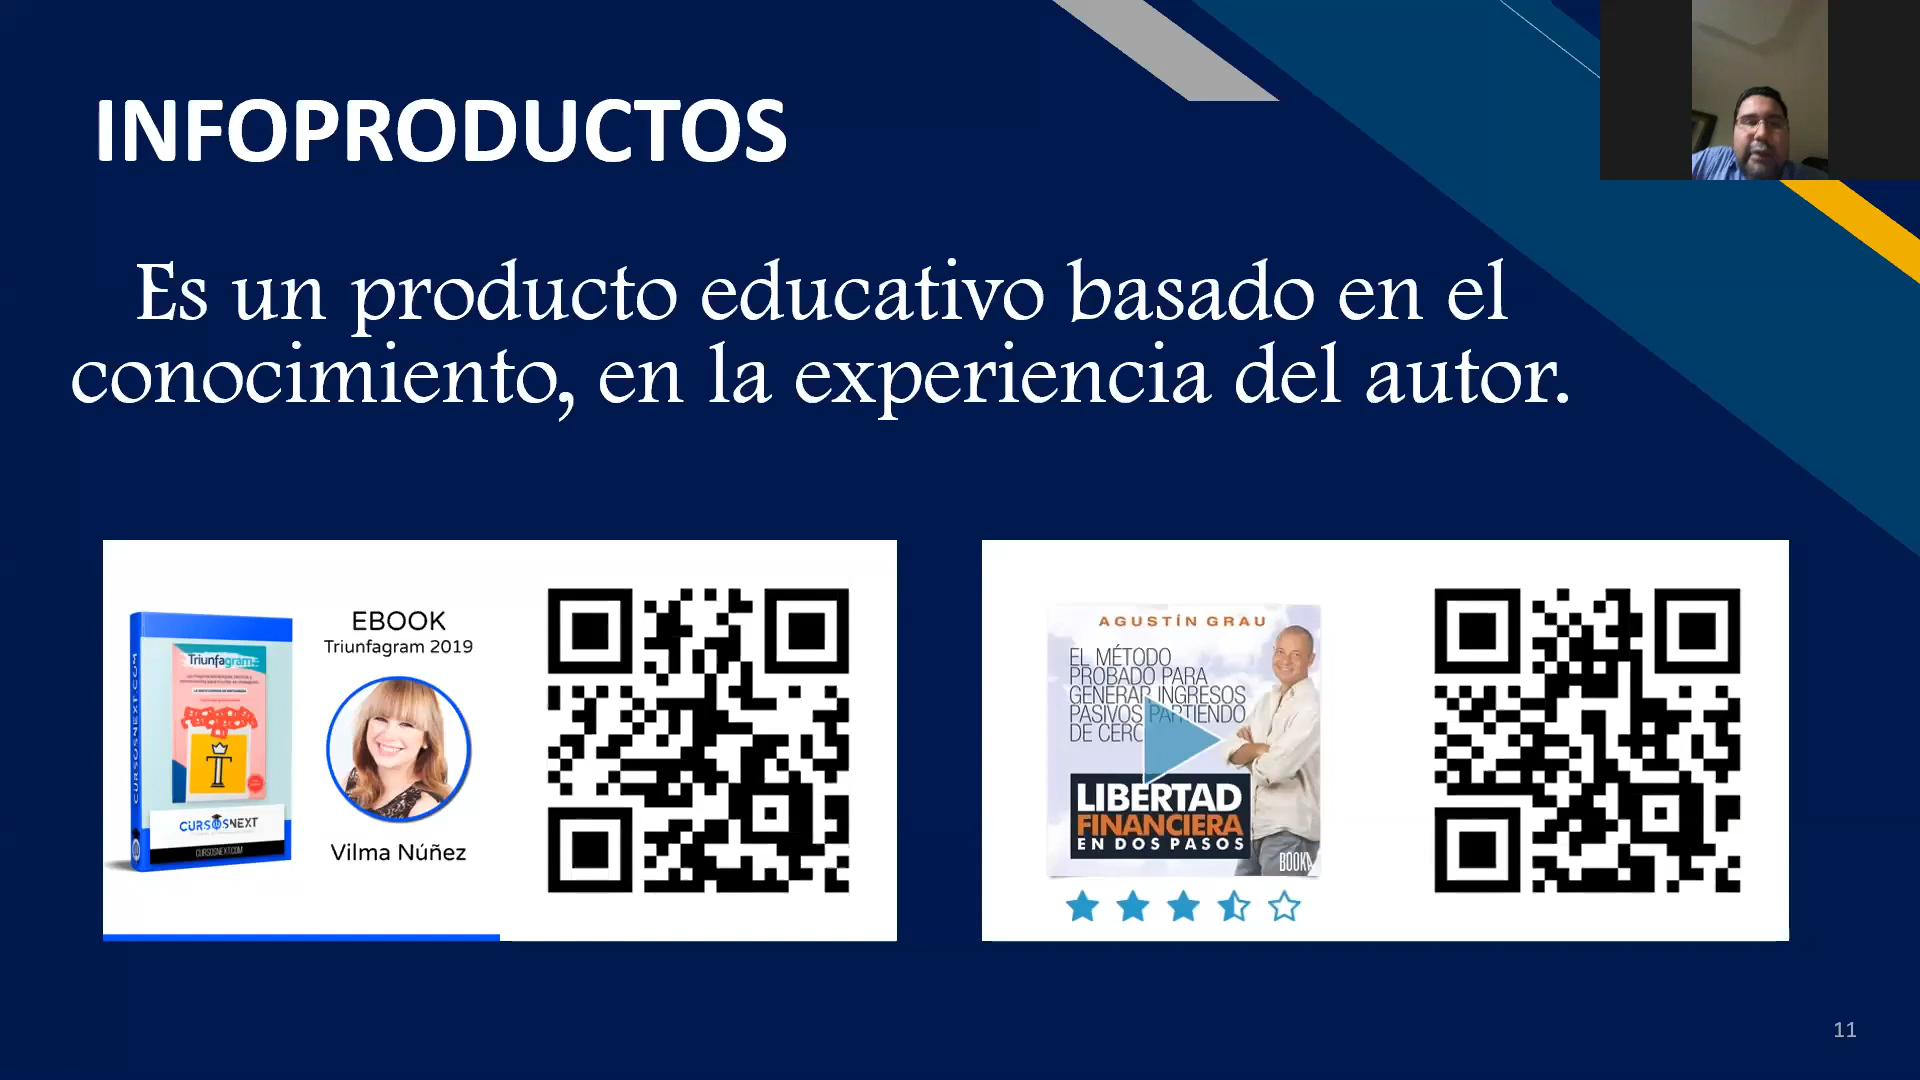 INFOPRODUCTOS
Es un producto educativo basado en el
conocimiento, en la experiencia del autor.
EBOOK
Triunfagram 2019
Vilma Núñez
CURSOSNEXT.COM
Triunfagram
CURSOSNEXT
CURSOSNEXT.COM
AGUSTÍN GRAU
EL MÉTODO
PROBADO PARA
GENERAR INGRESOS
PASIVOS PARTIENDO
DE CERO
LIBERTAD
FINANCIERA
EN DOS PASOS
11